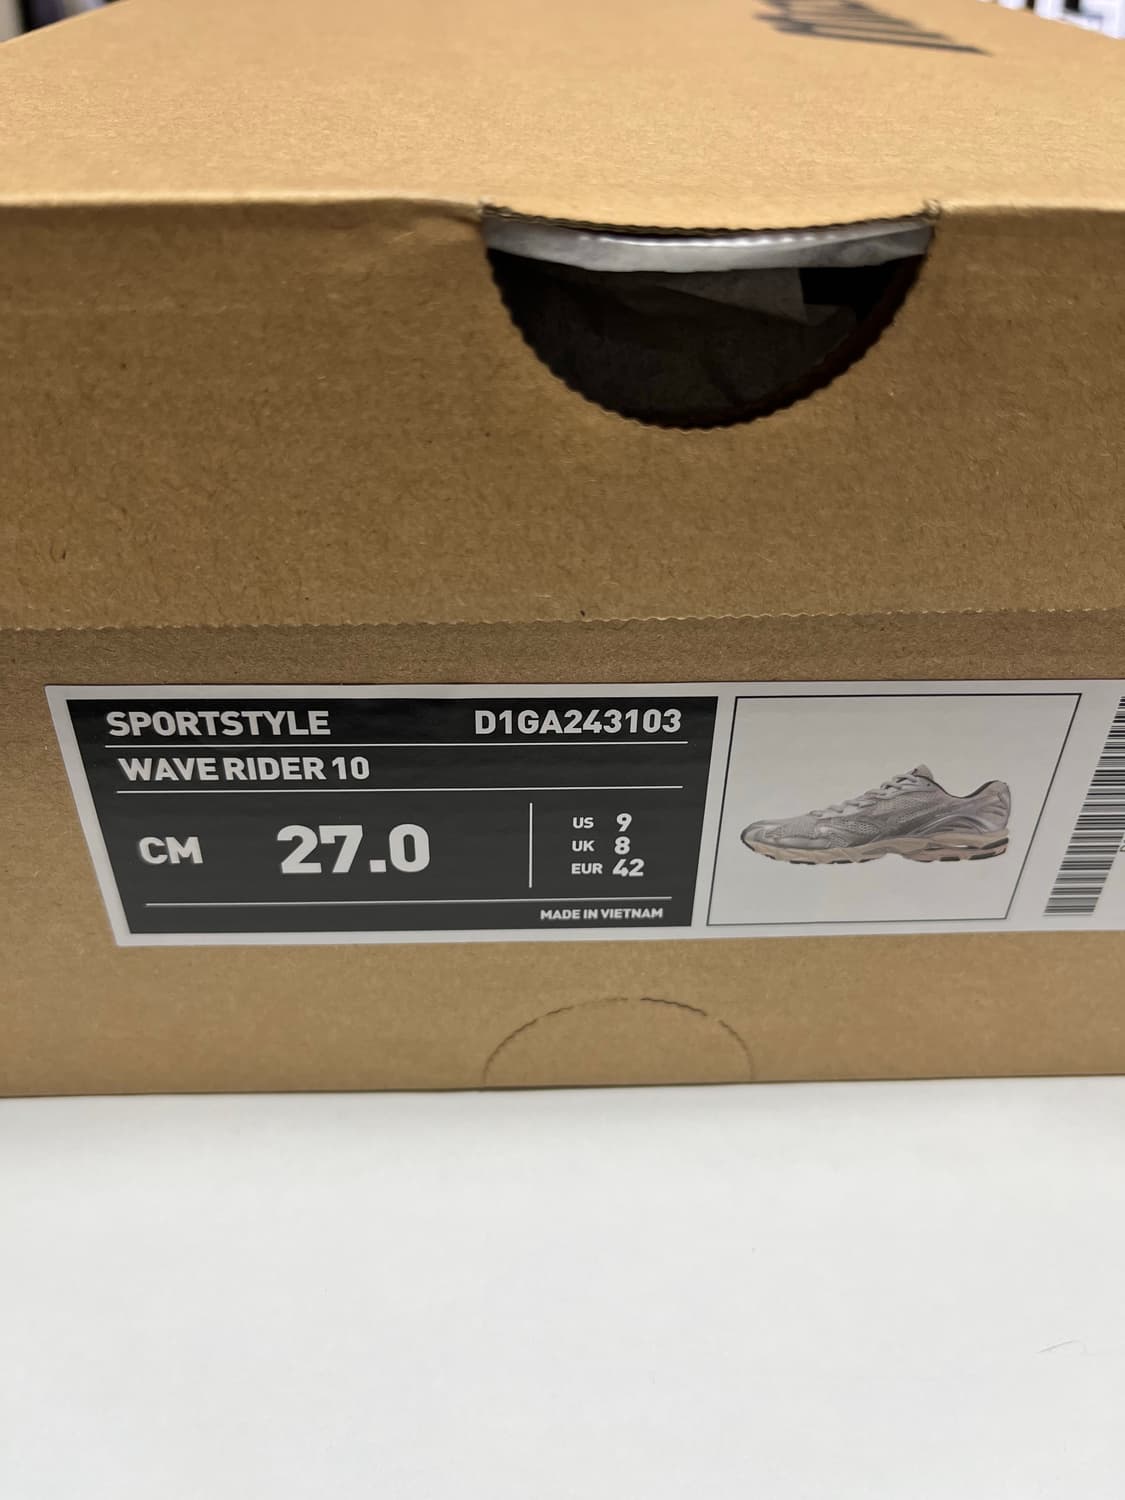 SPORTSTYLE D1GA243103
WAVE RIDER 10
CM 27.0
US 9
UK 8
EUR 42
MADE IN VIETNAM